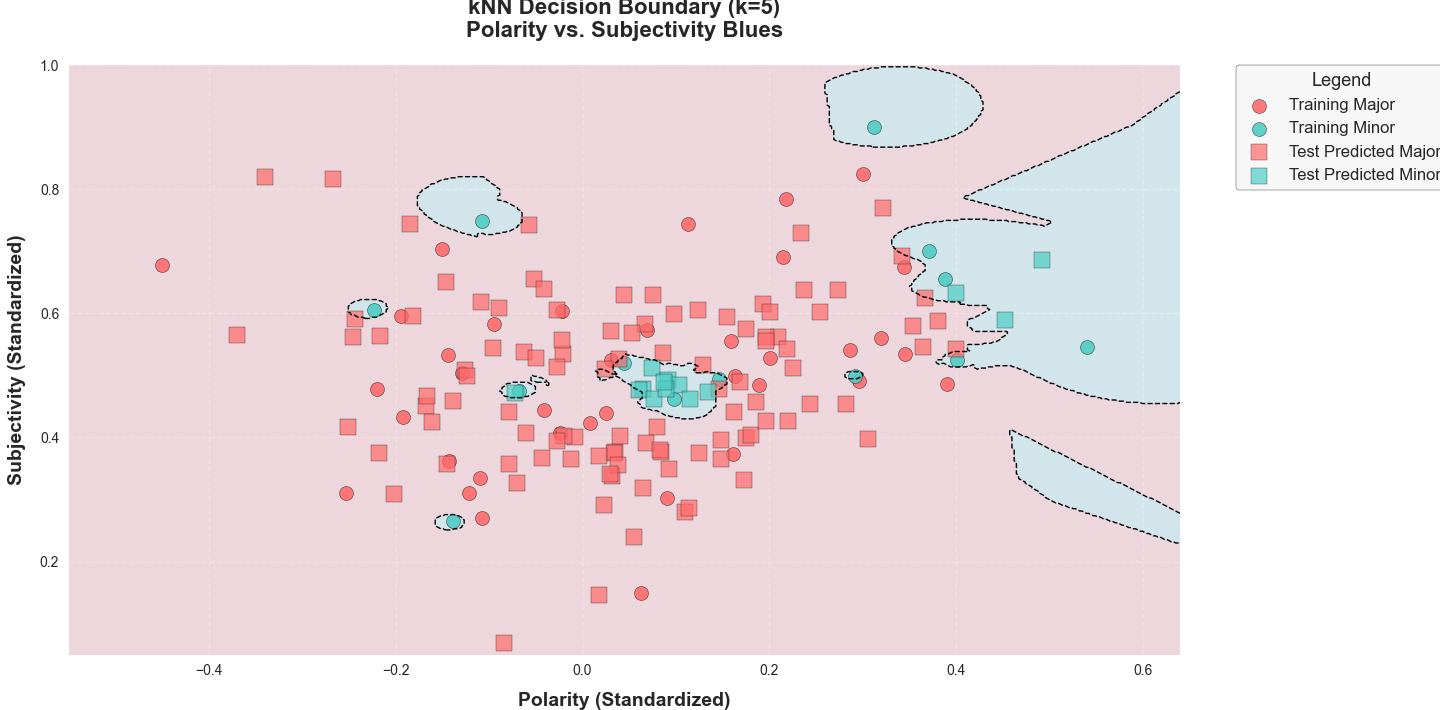 kNN Decision Boundary (k=5)
Polarity vs. Subjectivity Blues
Legend
Training Major
Training Minor
Test Predicted Major
Test Predicted Minor
Subjectivity (Standardized)
1.0
0.8
0.6
0.4
0.2
−0.4
−0.2
0.0
0.2
0.4
0.6
Polarity (Standardized)